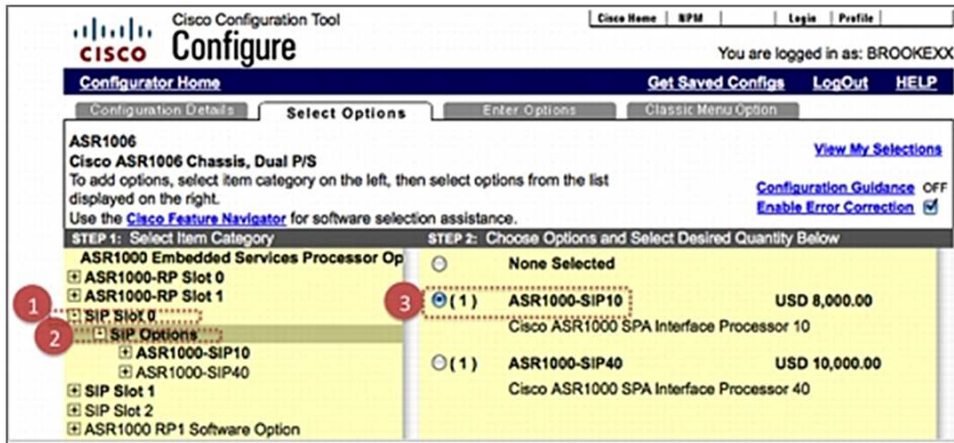 Cisco Configuration Tool
CISCO Configure
Cisco Home | NPM | Login | Profile |
You are logged in as: BROOKEXX
Configurator Home Get Saved Configs LogOut HELP
Configuration Details Select Options Enter Options Classic Menu Option
ASR1006
Cisco ASR1006 Chassis, Dual P/S
View My Selections
To add options, select item category on the left, then select options from the list
displayed on the right.
Configuration Guidance OFF
Use the Cisco Feature Navigator for software selection assistance.
Enable Error Correction
STEP 1: Select Item Category
ASR1000 Embedded Services Processor Op
ASR1000-RP Slot 0
ASR1000-RP Slot 1
1 SIP Slot 0
2 SIP Options
ASR1000-SIP10
ASR1000-SIP40
SIP Slot 1
SIP Slot 2
ASR1000 RP1 Software Option
STEP 2: Choose Options and Select Desired Quantity Below
None Selected
3 (1) ASR1000-SIP10 USD 8,000.00
Cisco ASR1000 SPA Interface Processor 10
(1) ASR1000-SIP40 USD 10,000.00
Cisco ASR1000 SPA Interface Processor 40